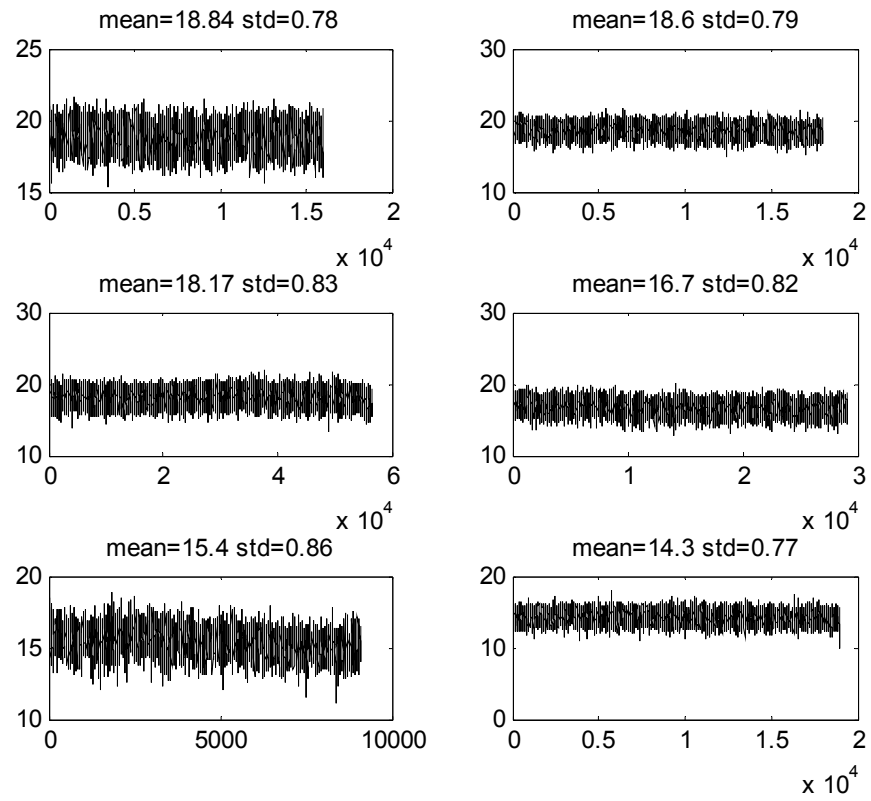 mean=18.84 std=0.78
25
20
15
0 0.5 1 1.5 2
x 10^4
mean=18.6 std=0.79
30
20
10
0 0.5 1 1.5 2
x 10^4
mean=18.17 std=0.83
30
20
10
0 2 4 6
x 10^4
mean=16.7 std=0.82
30
20
10
0 1 2 3
x 10^4
mean=15.4 std=0.86
20
15
10
0 5000 10000
mean=14.3 std=0.77
20
10
0
0 0.5 1 1.5 2
x 10^4